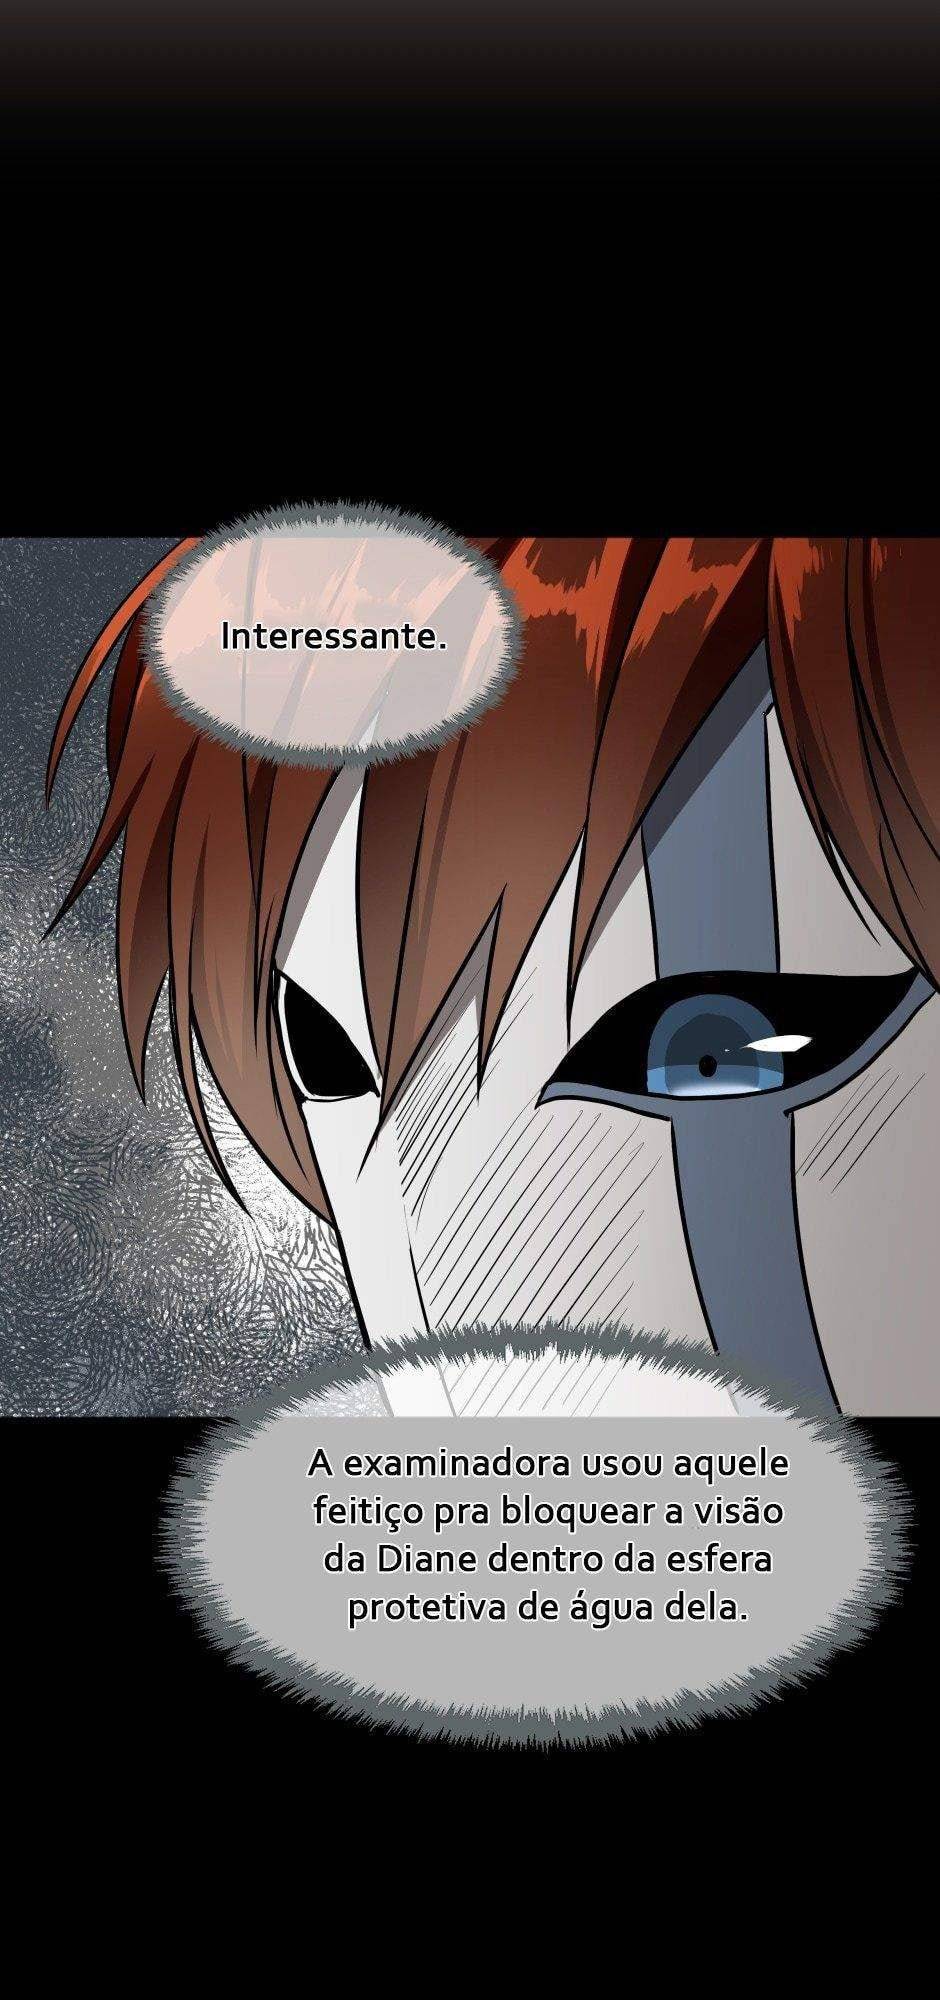 Interessante.
A examinadora usou aquele
feitiço pra bloquear a visão
da Diane dentro da esfera
protetiva de água dela.